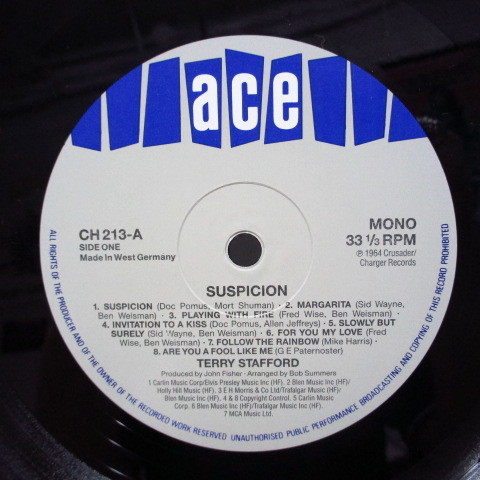 ace
CH 213-A
SIDE ONE
Made in West Germany
MONO
33 1/3 RPM
℗ 1964 Crusader/
Charger Records
SUSPICION
1. SUSPICION (Doc Pomus, Mort Shuman) · 2. MARGARITA (Sid Wayne,
Ben Weisman) · 3. PLAYING WITH FIRE (Fred Wise, Ben Weisman) ·
4. INVITATION TO A KISS (Doc Pomus, Allen Jeffreys) · 5. SLOWLY BUT
SURELY (Sid Wayne, Ben Weisman) · 6. FOR YOU MY LOVE (Fred
Wise, Ben Weisman) · 7. FOLLOW THE RAINBOW (Mike Harris) ·
8. ARE YOU A FOOL LIKE ME (G E Paternoster)
TERRY STAFFORD
Produced by John Fisher · Arranged by Bob Summers
1 Carlin Music Corp/Elvis Presley Music Inc (HF). 2 Blen Music Inc (HF)/
Holly Hill Music (HF). 3 E H Morris & Co Ltd/Trafalgar Music (HF)/
Blen Music Inc. (HF). 4 & 8 Copyright Control. 5 Carlin Music
Corp. 6 Blen Music Inc/Trafalgar Music Inc (HF).
7 MCA Music Ltd.
ALL RIGHTS OF THE PRODUCER AND OF THE OWNER OF THE RECORDED WORK RESERVED UNAUTHORISED PUBLIC PERFORMANCE BROADCASTING AND COPYING OF THIS RECORD PROHIBITED